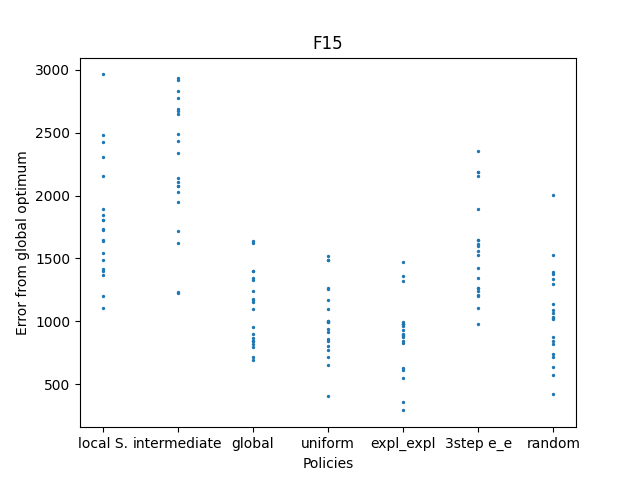 F15
Error from global optimum
3000
2500
2000
1500
1000
500
local S. intermediate global uniform expl_expl 3step e_e random
Policies